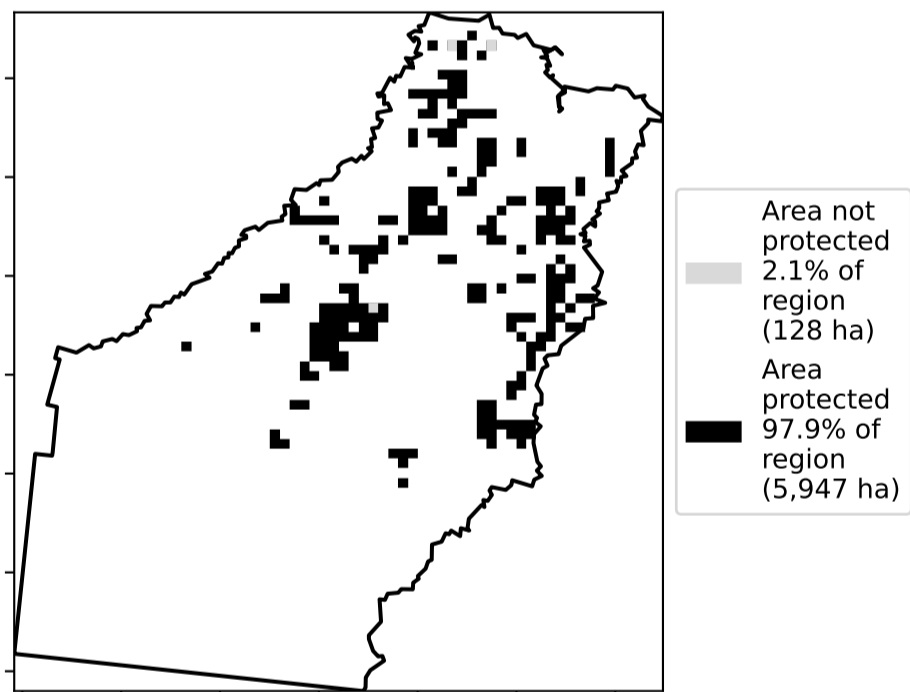 Area not
protected
2.1% of
region
(128 ha)
Area
protected
97.9% of
region
(5,947 ha)